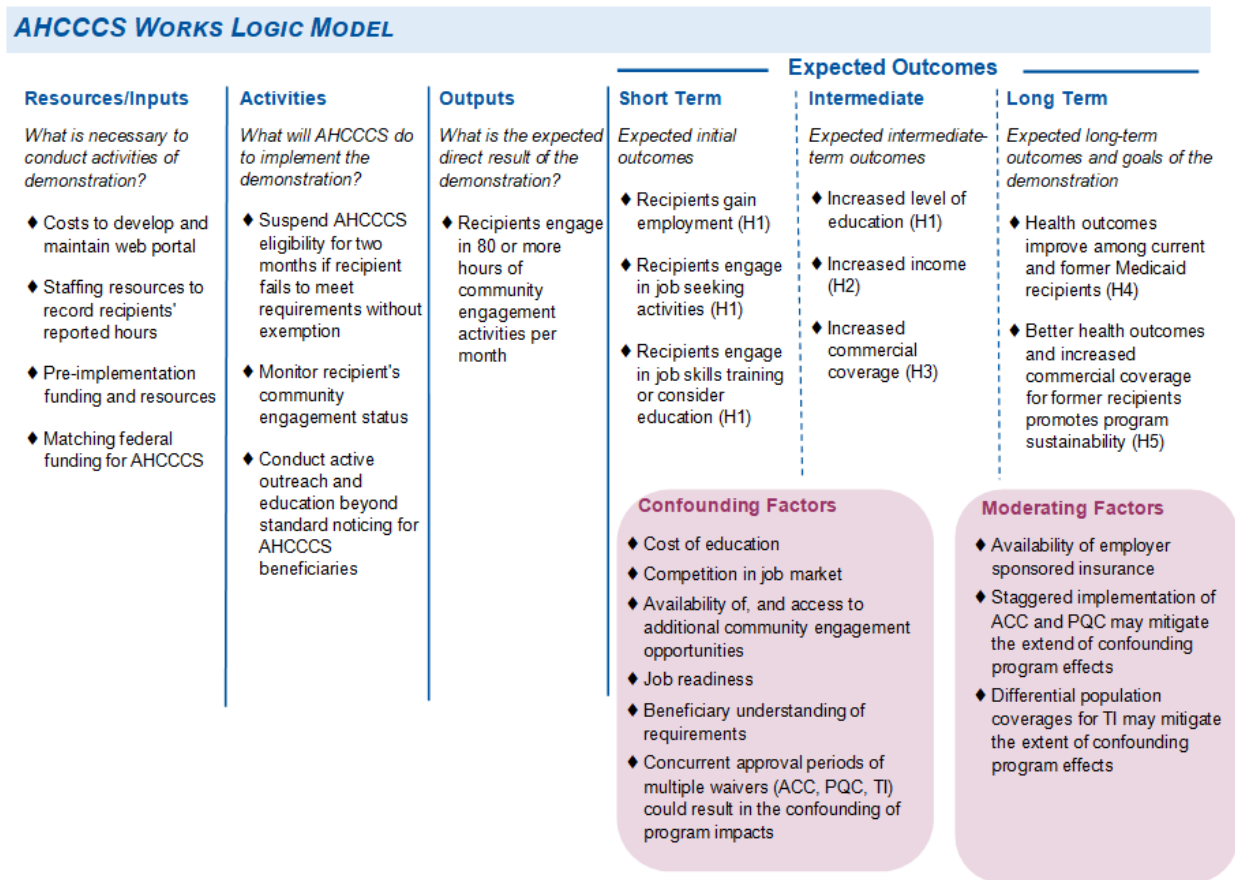 AHCCCS WORKS LOGIC MODEL
Expected Outcomes
Resources/Inputs
What is necessary to
conduct activities of
demonstration?
♦ Costs to develop and
maintain web portal
♦ Staffing resources to
record recipients'
reported hours
♦ Pre-implementation
funding and resources
♦ Matching federal
funding for AHCCCS
Activities
What will AHCCCS do
to implement the
demonstration?
♦ Suspend AHCCCS
eligibility for two
months if recipient
fails to meet
requirements without
exemption
♦ Monitor recipient's
community
engagement status
♦ Conduct active
outreach and
education beyond
standard noticing for
AHCCCS
beneficiaries
Outputs
What is the expected
direct result of the
demonstration?
♦ Recipients engage
in 80 or more
hours of
community
engagement
activities per
month
Short Term
Expected initial
outcomes
♦ Recipients gain
employment (H1)
♦ Recipients engage
in job seeking
activities (H1)
♦ Recipients engage
in job skills training
or consider
education (H1)
Intermediate
Expected intermediate-
term outcomes
♦ Increased level of
education (H1)
♦ Increased income
(H2)
♦ Increased
commercial
coverage (H3)
Long Term
Expected long-term
outcomes and goals of the
demonstration
♦ Health outcomes
improve among current
and former Medicaid
recipients (H4)
♦ Better health outcomes
and increased
commercial coverage
for former recipients
promotes program
sustainability (H5)
Confounding Factors
♦ Cost of education
♦ Competition in job market
♦ Availability of, and access to
additional community engagement
opportunities
♦ Job readiness
♦ Beneficiary understanding of
requirements
♦ Concurrent approval periods of
multiple waivers (ACC, PQC, TI)
could result in the confounding of
program impacts
Moderating Factors
♦ Availability of employer
sponsored insurance
♦ Staggered implementation of
ACC and PQC may mitigate
the extend of confounding
program effects
♦ Differential population
coverages for TI may mitigate
the extent of confounding
program effects